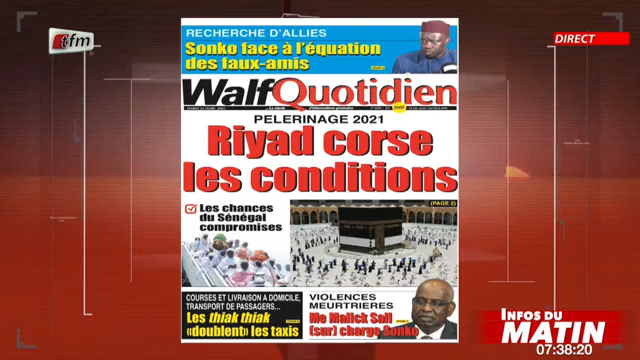 tfm
DIRECT
RECHERCHE D'ALLIES
Sonko face à l'équation
des faux-amis
WalfQuotidien
PELERINAGE 2021
Riyad corse
les conditions
(PAGE 2)
Les chances
du Sénégal
compromises
COURSES ET LIVRAISON A DOMICILE,
TRANSPORT DE PASSAGERS...
Les thiak thiak
«doublent» les taxis
VIOLENCES
MEURTRIERES
Me Malick Sall
(sur) charge Sonko
INFOS DU
MATIN
07:38:20